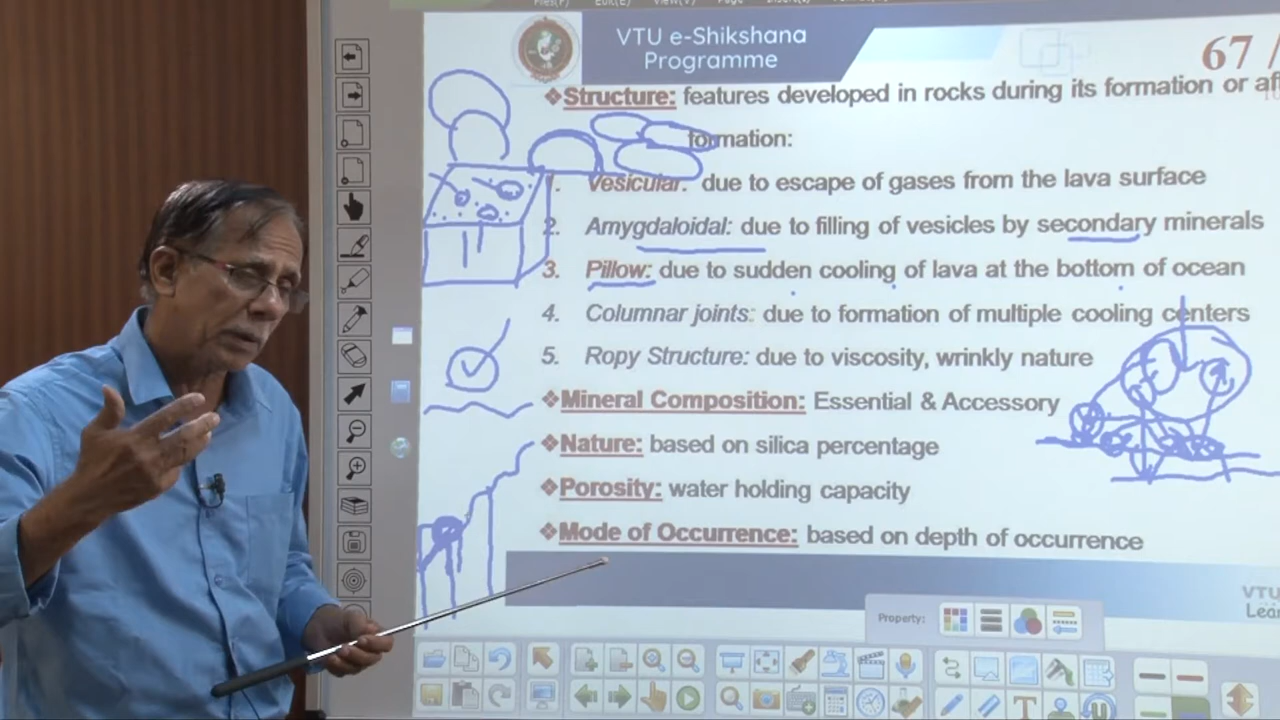 VTU e-Shikshana
Programme
67 /
❖Structure: features developed in rocks during its formation or af
formation:
1. Vesicular: due to escape of gases from the lava surface
2. Amygdaloidal: due to filling of vesicles by secondary minerals
3. Pillow: due to sudden cooling of lava at the bottom of ocean
4. Columnar joints: due to formation of multiple cooling centers
5. Ropy Structure: due to viscosity, wrinkly nature
❖Mineral Composition: Essential & Accessory
❖Nature: based on silica percentage
❖Porosity: water holding capacity
❖Mode of Occurrence: based on depth of occurrence
VTU
Lea
Property: